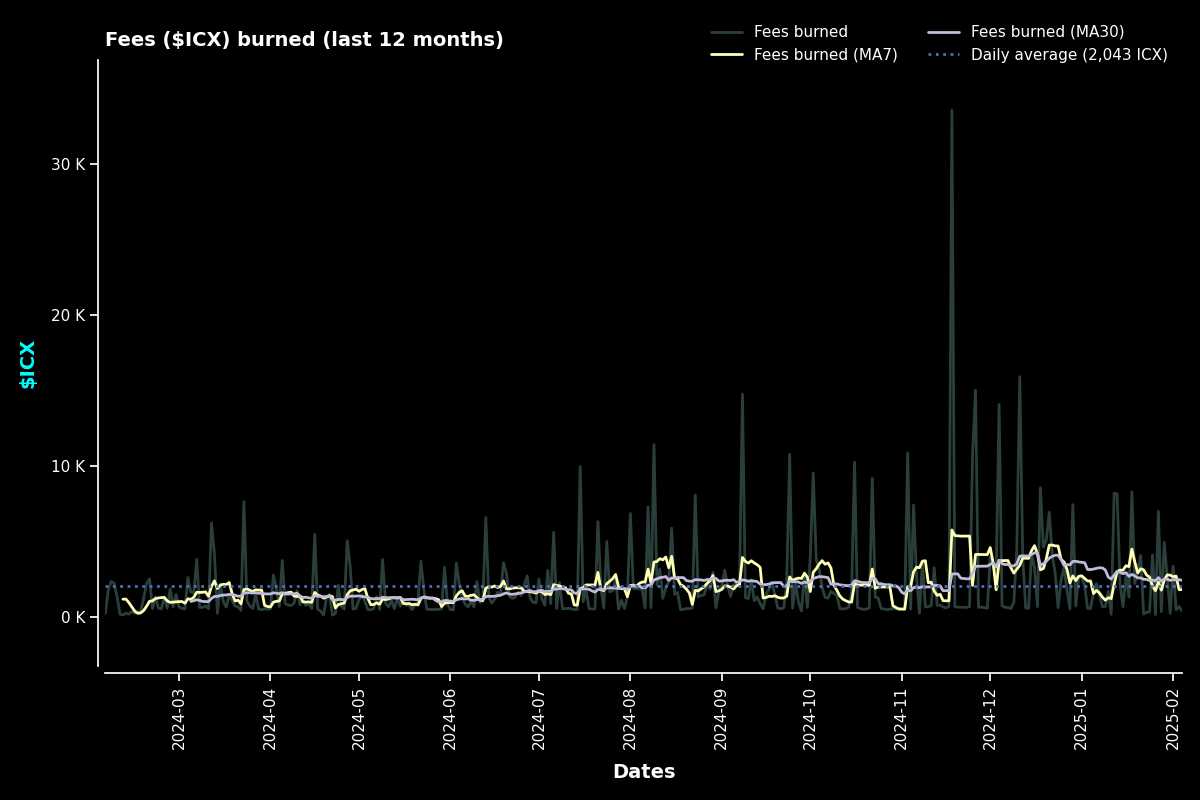 Fees ($ICX) burned (last 12 months)
Fees burned
Fees burned (MA7)
Fees burned (MA30)
Daily average (2,043 ICX)
$ICX
30 K
20 K
10 K
0 K
2024-03
2024-04
2024-05
2024-06
2024-07
2024-08
2024-09
2024-10
2024-11
2024-12
2025-01
2025-02
Dates